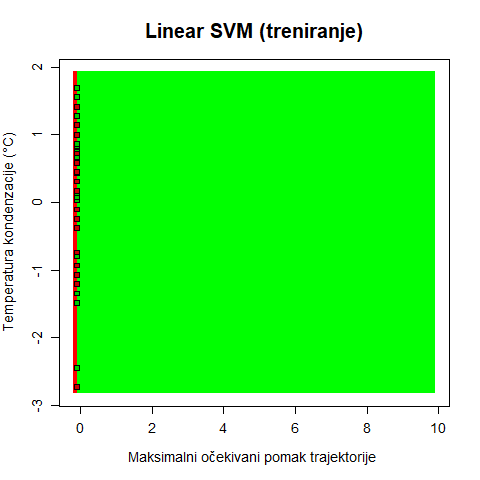 Linear SVM (treniranje)
Temperatura kondenzacije (°C)
2
1
0
-1
-2
-3
0 2 4 6 8 10
Maksimalni očekivani pomak trajektorije